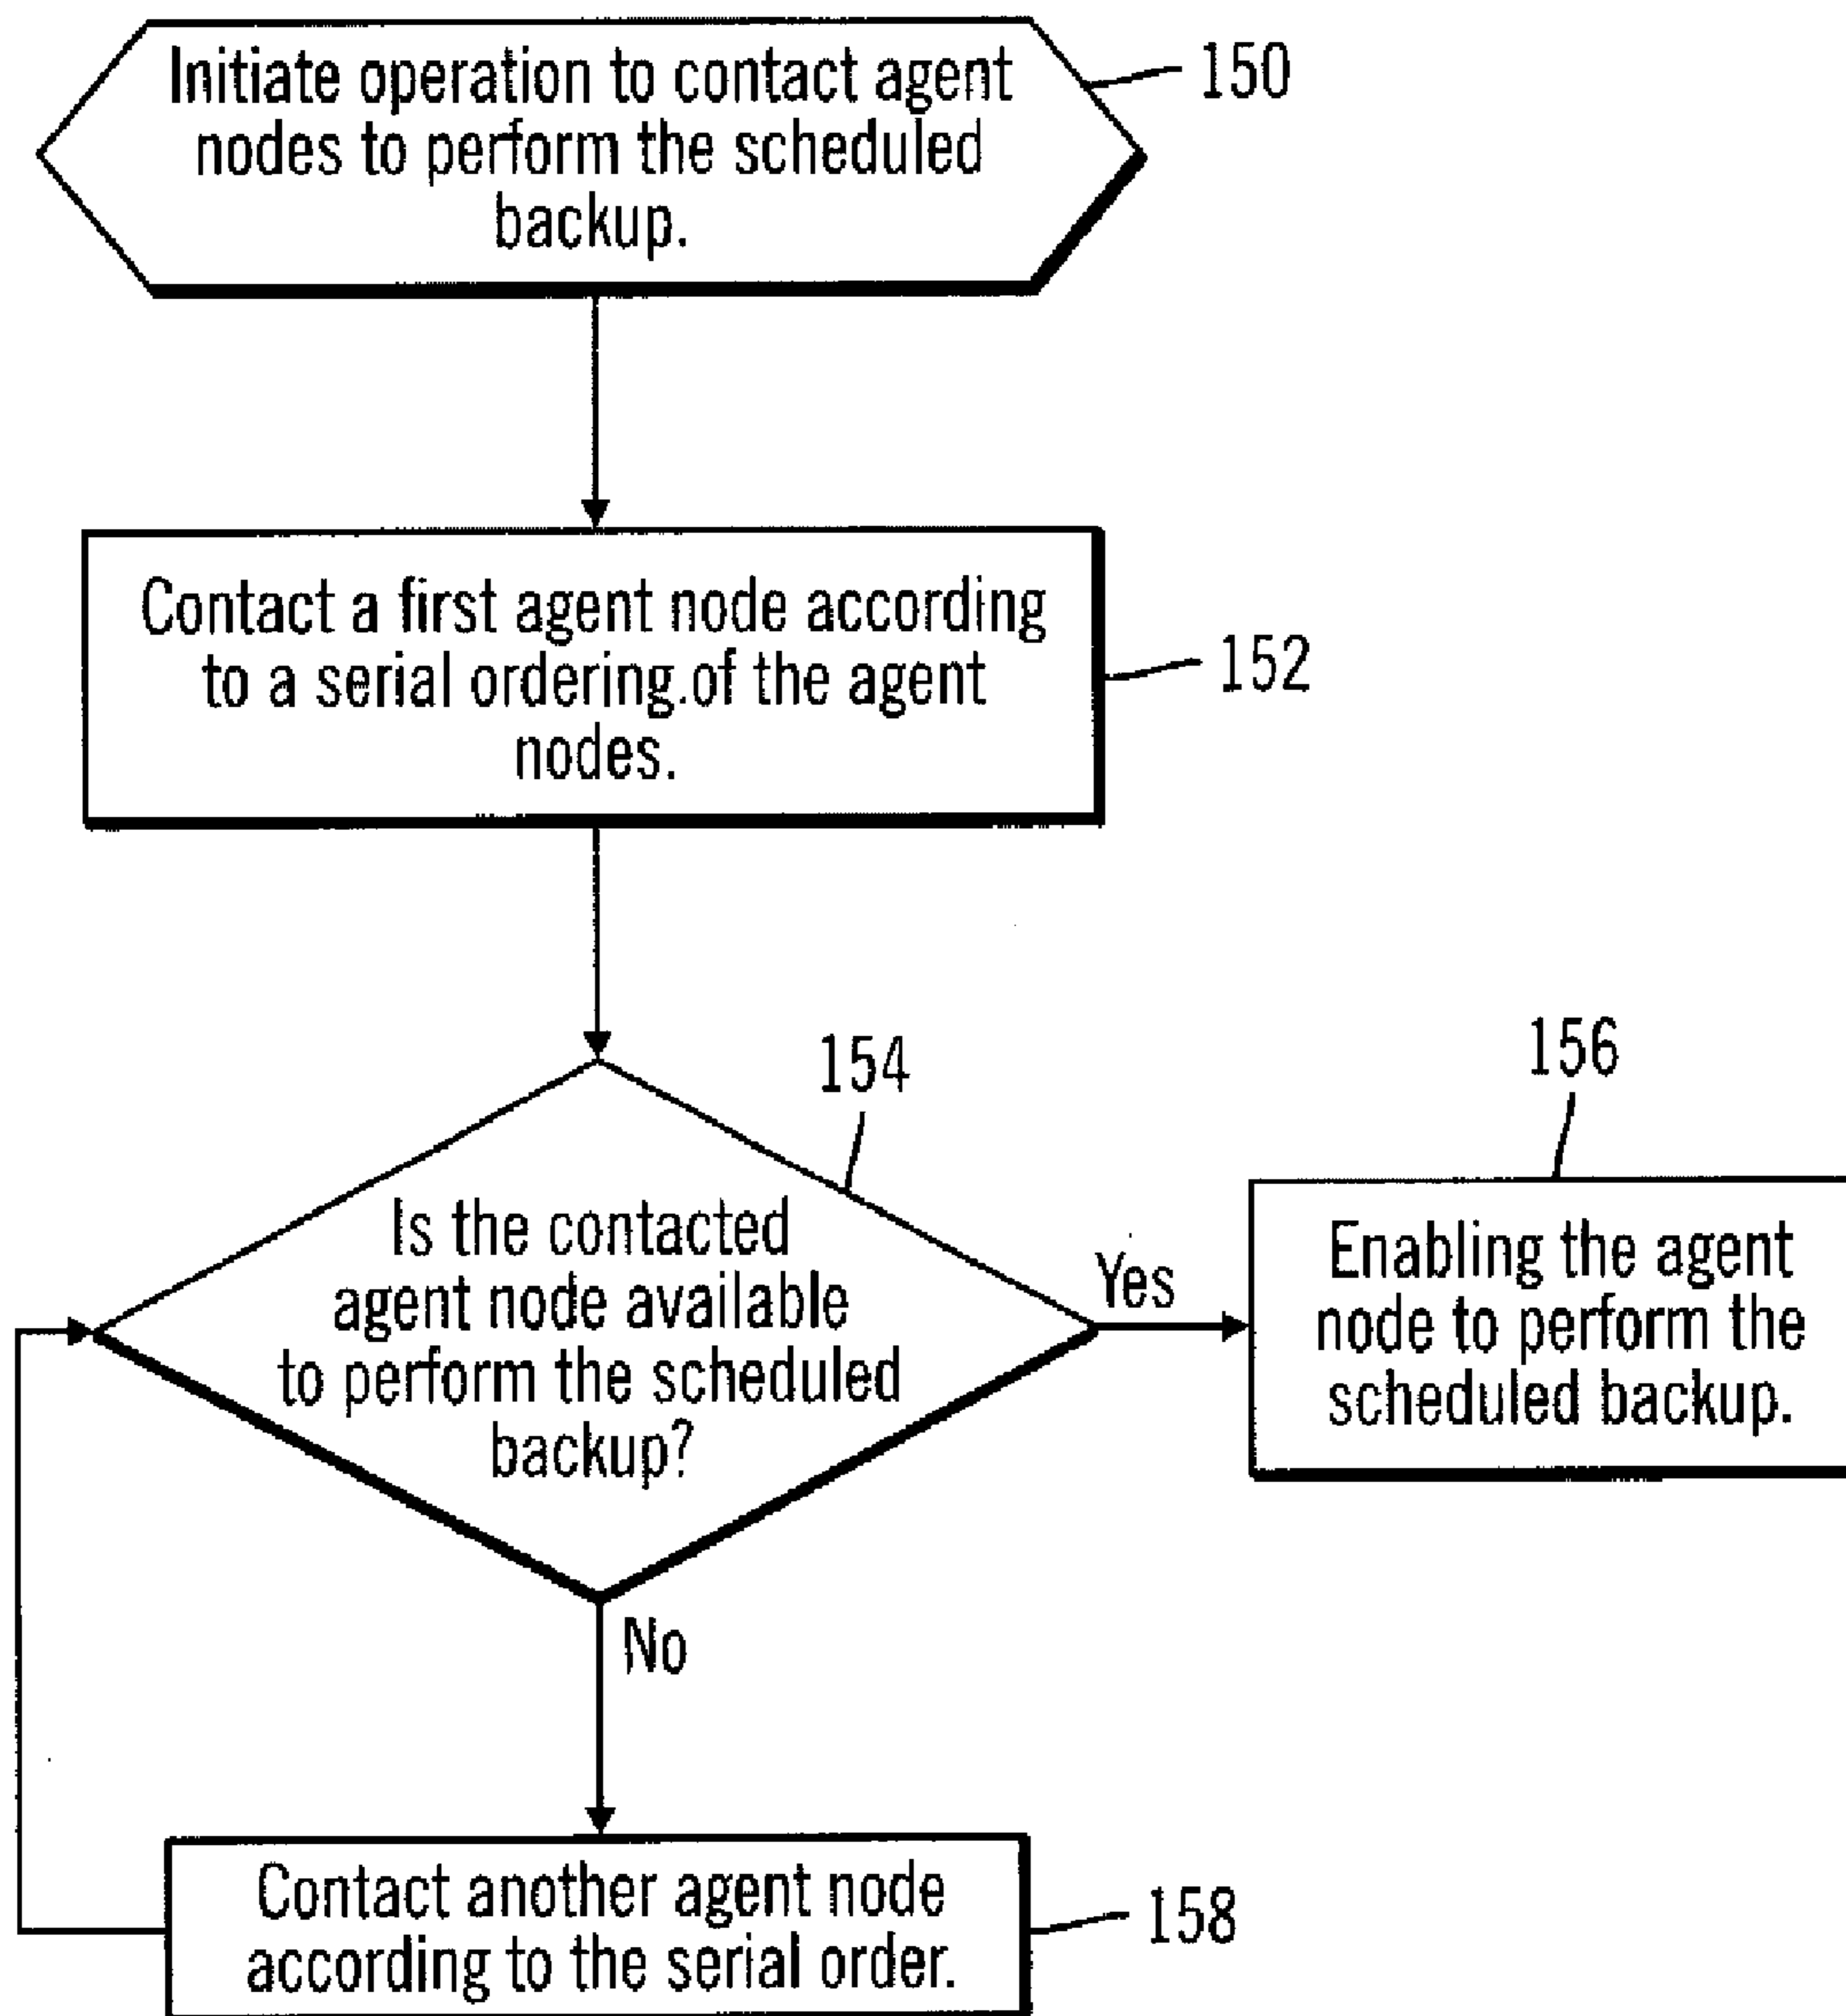 Initiate operation to contact agent
nodes to perform the scheduled
backup.
150
Contact a first agent node according
to a serial ordering.of the agent
nodes.
152
154
Is the contacted
agent node available
to perform the scheduled
backup?
Yes
156
Enabling the agent
node to perform the
scheduled backup.
No
Contact another agent node
according to the serial order.
158